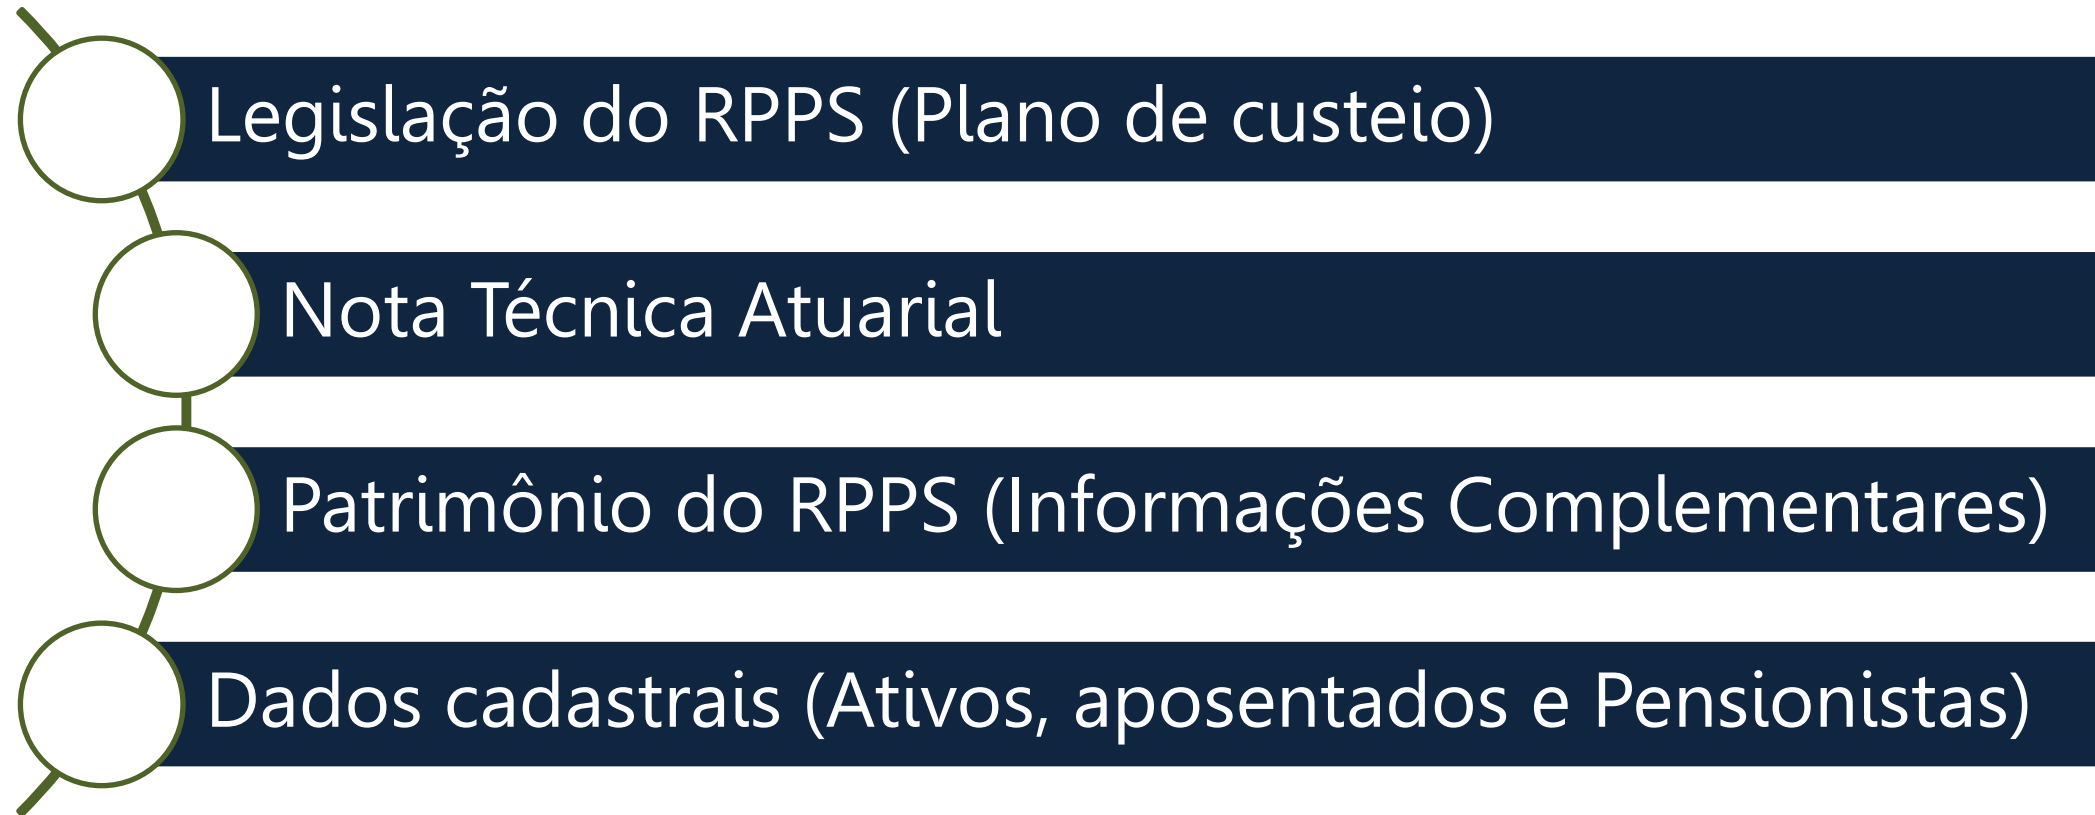 Legislação do RPPS (Plano de custeio)
Nota Técnica Atuarial
Patrimônio do RPPS (Informações Complementares)
Dados cadastrais (Ativos, aposentados e Pensionistas)